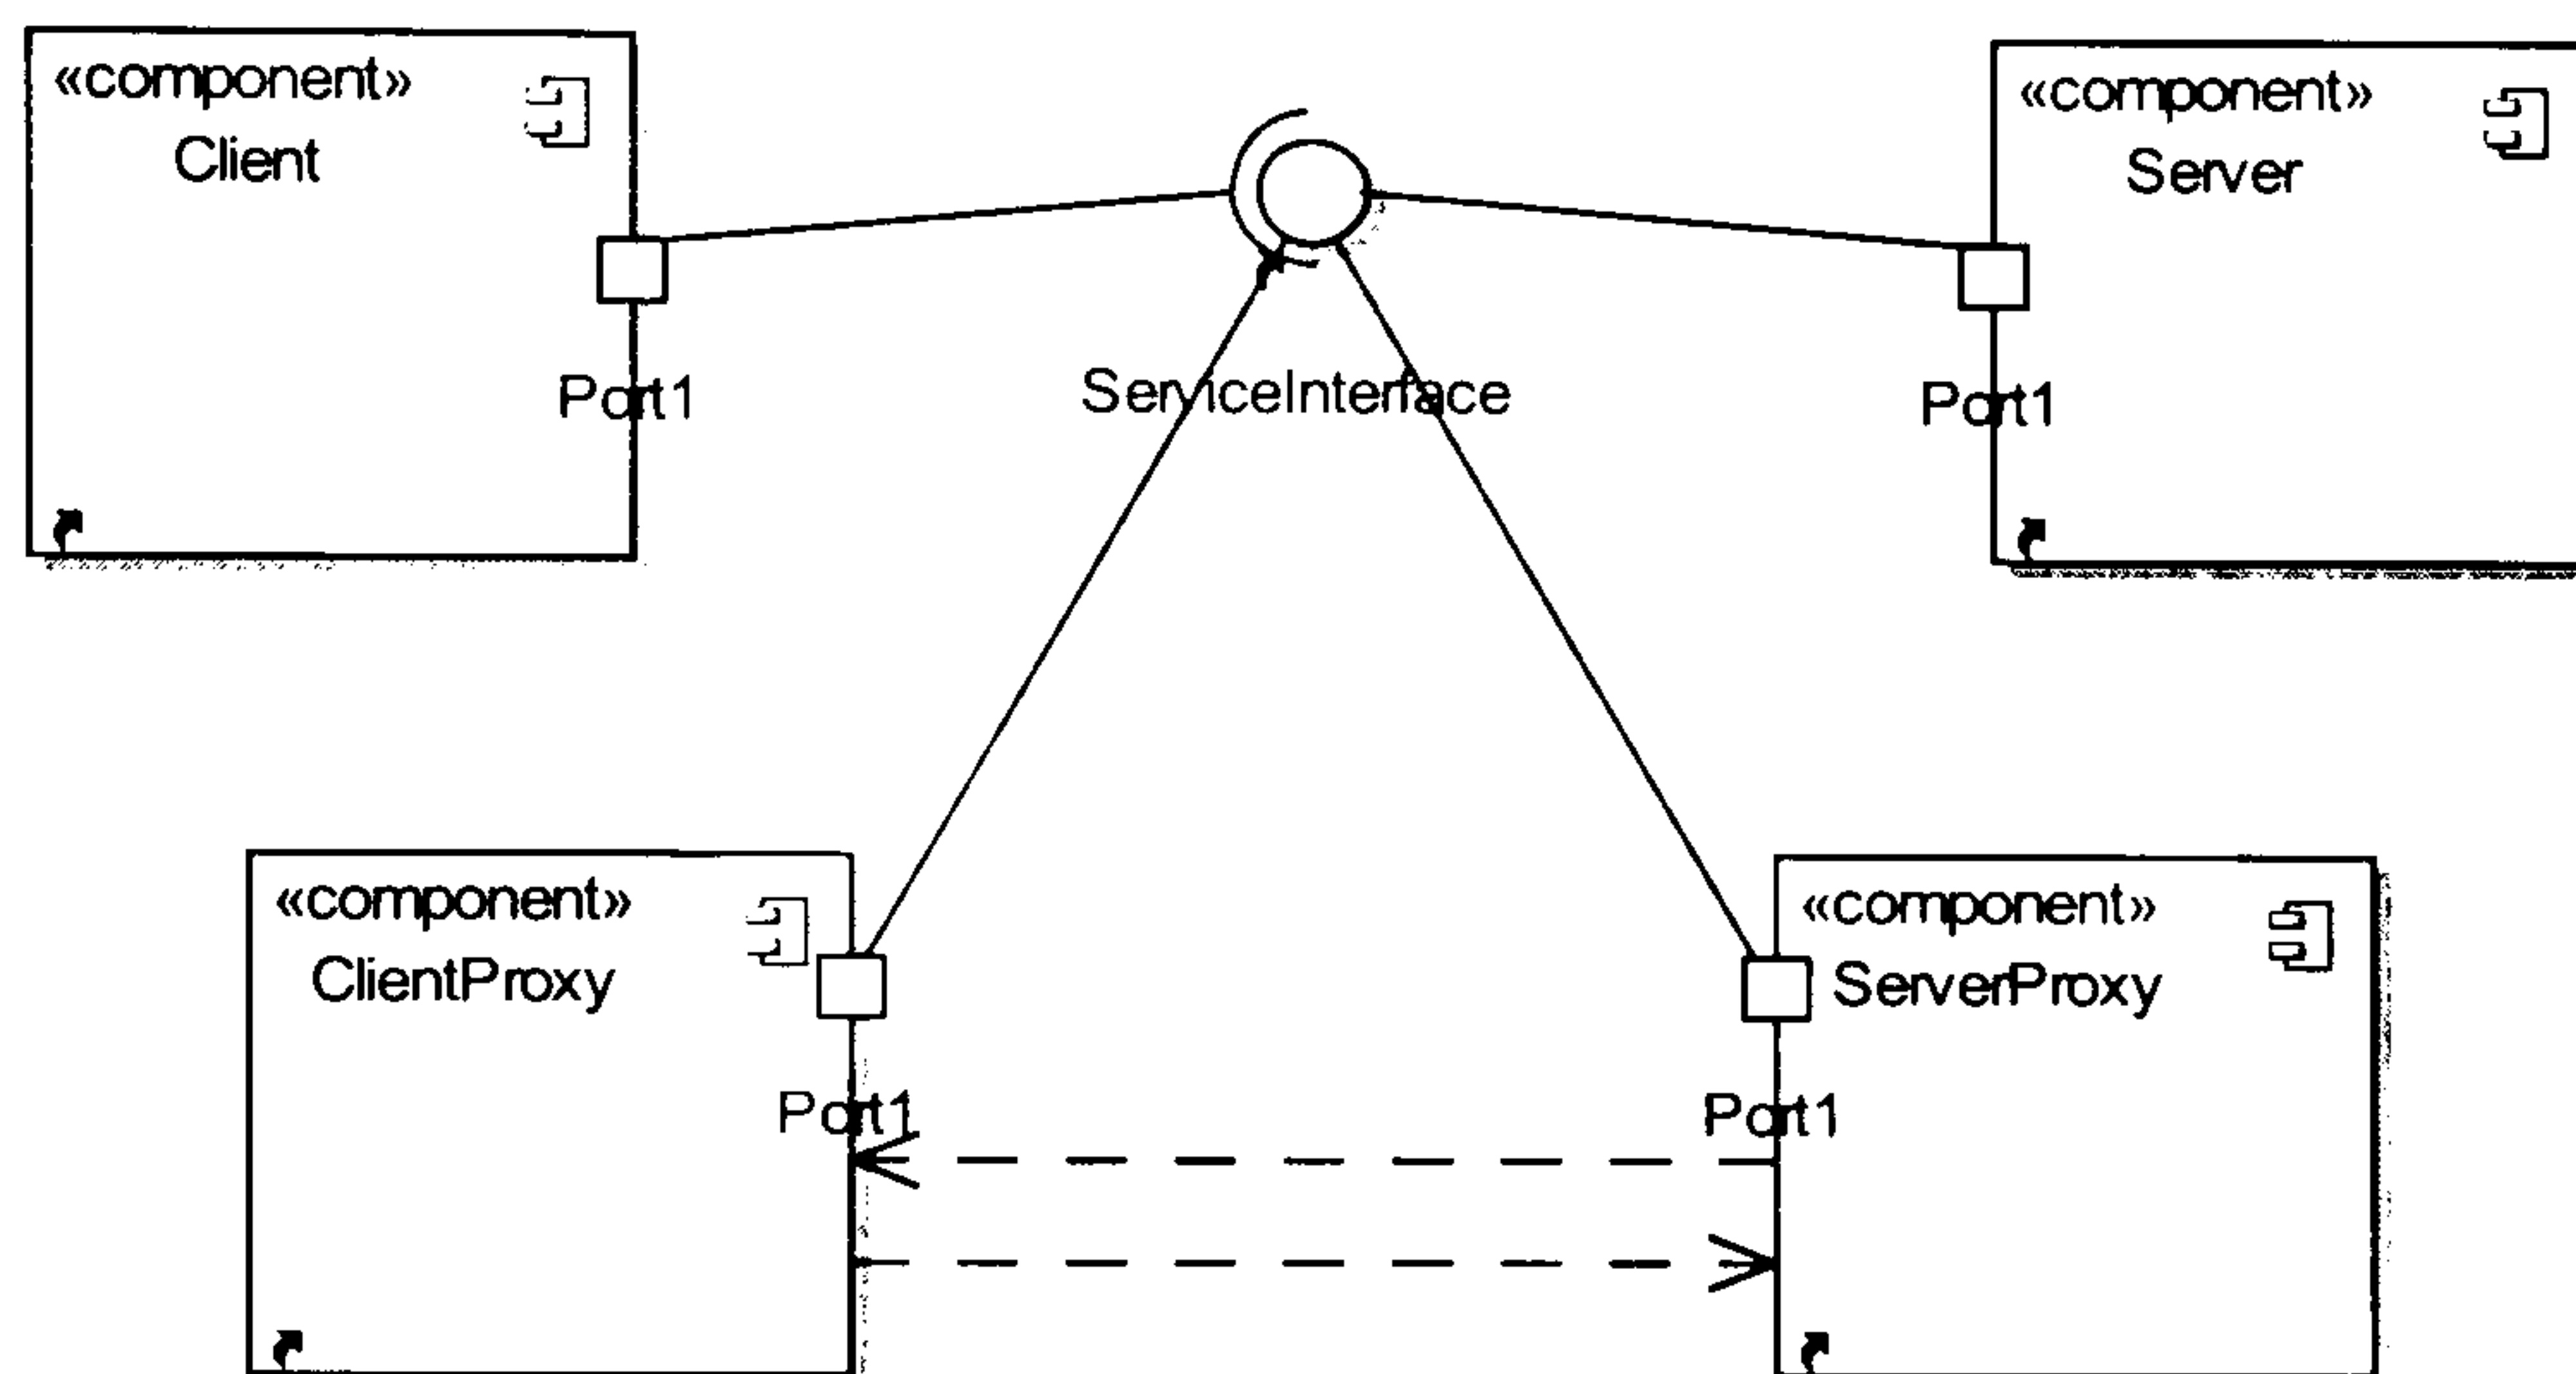 «component»
Client
Port1
ServiceInterface
«component»
Server
Port1
«component»
ClientProxy
Port1
«component»
ServerProxy
Port1